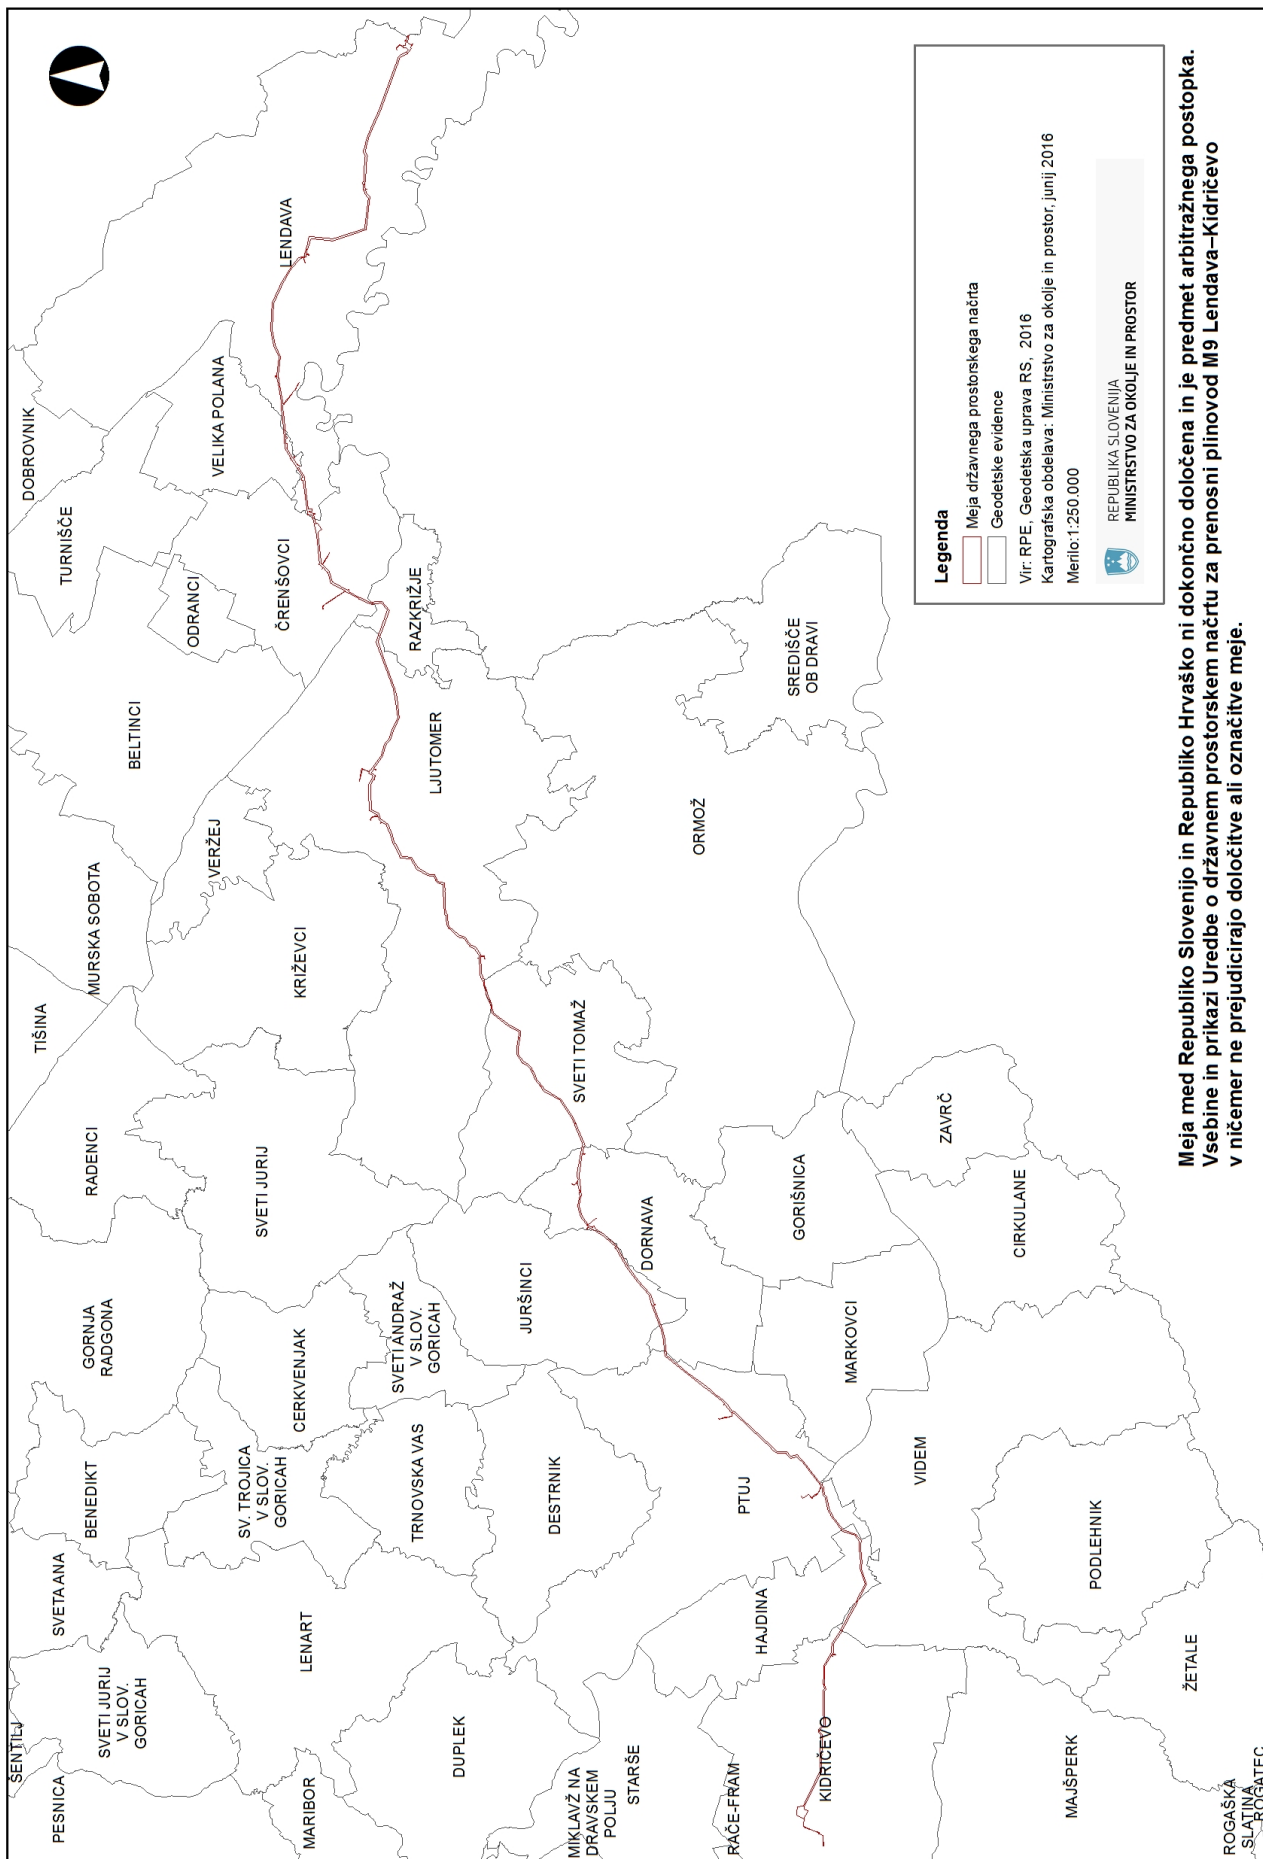 ŠENTILJ
PESNICA
SVETI JURIJ
V SLOV.
GORICAH
SVETA ANA
BENEDIKT
GORNJA
RADGONA
RADENCI
TIŠINA
MURSKA SOBOTA
BELTINCI
TURNIŠČE
DOBROVNIK
MARIBOR
LENART
SV. TROJICA
V SLOV.
GORICAH
CERKVENJAK
SVETI JURIJ
KRIŽEVCI
VERŽEJ
ODRANCI
ČRENŠOVCI
VELIKA POLANA
LENDAVA
DUPLEK
TRNOVSKA VAS
SVETI ANDRAŽ
V SLOV.
GORICAH
LJUTOMER
RAZKRIŽJE
MIKLAVŽ NA
DRAVSKEM
POLJU
STARŠE
DESTRNIK
JURŠINCI
SVETI TOMAŽ
DORNAVA
ORMOŽ
SREDIŠČE
OB DRAVI
RAČE-FRAM
HAJDINA
PTUJ
MARKOVCI
GORIŠNICA
KIDRIČEVO
VIDEM
ZAVRČ
CIRKULANE
MAJŠPERK
PODLEHNIK
ŽETALE
ROGAŠKA
SLATINA
ROGATEC
Legenda
Meja državnega prostorskega načrta
Geodetske evidence
Vir: RPE, Geodetska uprava RS, 2016
Kartografska obdelava: Ministrstvo za okolje in prostor, junij 2016
Merilo:1:250.000
REPUBLIKA SLOVENIJA
MINISTRSTVO ZA OKOLJE IN PROSTOR
Meja med Republiko Slovenijo in Republiko Hrvaško ni dokončno določena in je predmet arbitražnega postopka.
Vsebine in prikazi Uredbe o državnem prostorskem načrtu za prenosni plinovod M9 Lendava–Kidričevo
v ničemer ne prejudicirajo določitve ali označitve meje.